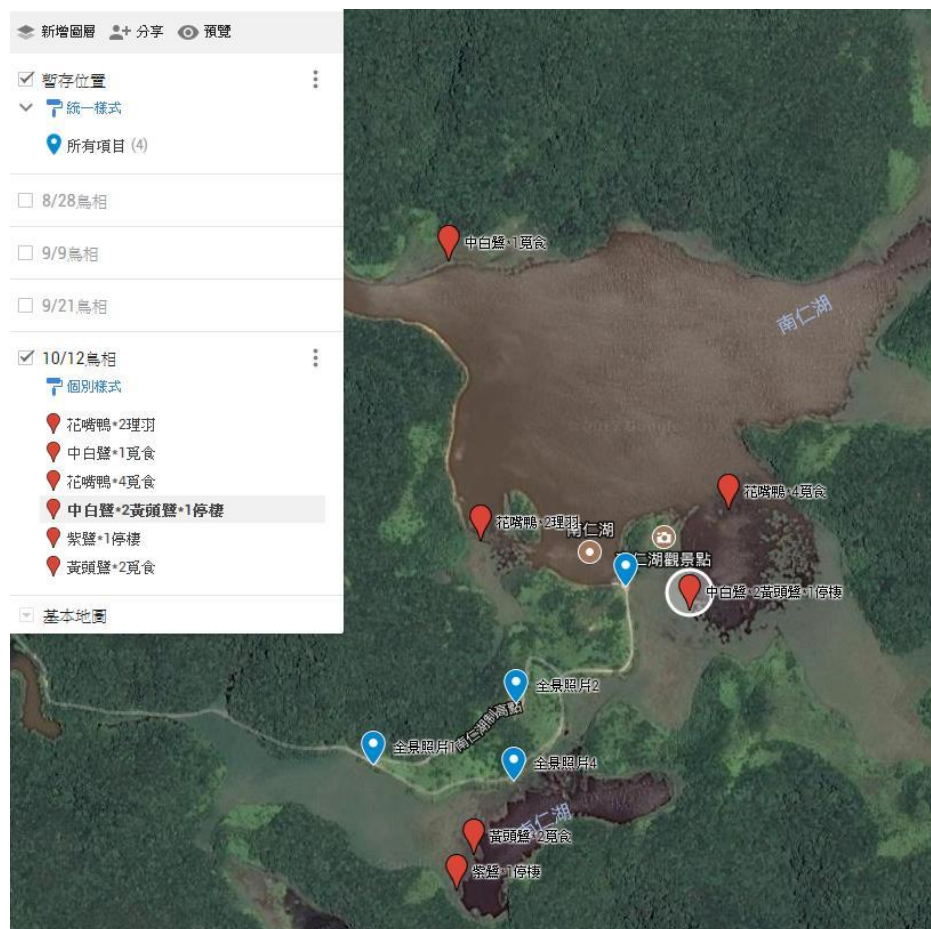 新增圖層 分享 預覽
暫存位置
統一樣式
所有項目 (4)
8/28鳥相
9/9鳥相
9/21鳥相
10/12鳥相
個別樣式
花嘴鴨*2理羽
中白鷺*1覓食
花嘴鴨*4覓食
中白鷺*2黃頭鷺*1停棲
紫鷺*1停棲
黃頭鷺*2覓食
基本地圖
中白鷺*1覓食
南仁湖
花嘴鴨*4覓食
花嘴鴨*2理羽
南仁湖
仁湖觀景點
中白鷺*2黃頭鷺*1停棲
全景照片2
南仁湖制高點
全景照片1
全景照片4
南仁湖
黃頭鷺*2覓食
紫鷺*1停棲